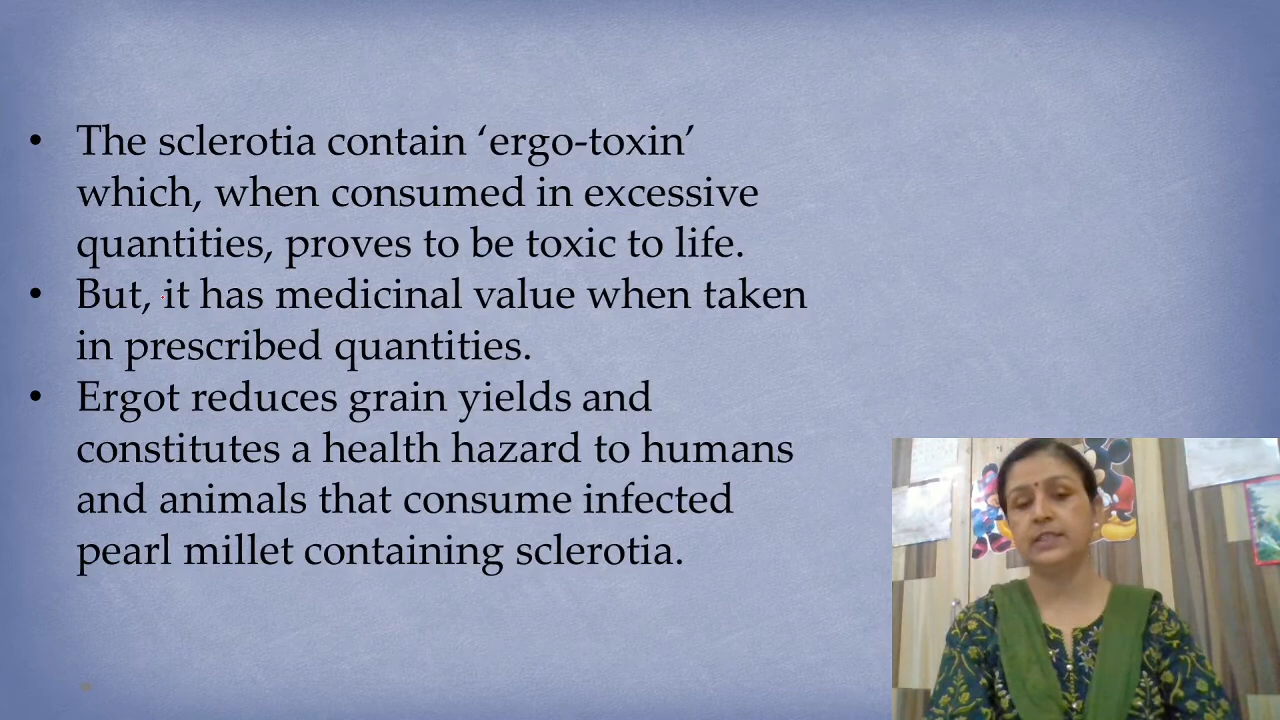 • The sclerotia contain ‘ergo-toxin’
which, when consumed in excessive
quantities, proves to be toxic to life.
• But, it has medicinal value when taken
in prescribed quantities.
• Ergot reduces grain yields and
constitutes a health hazard to humans
and animals that consume infected
pearl millet containing sclerotia.